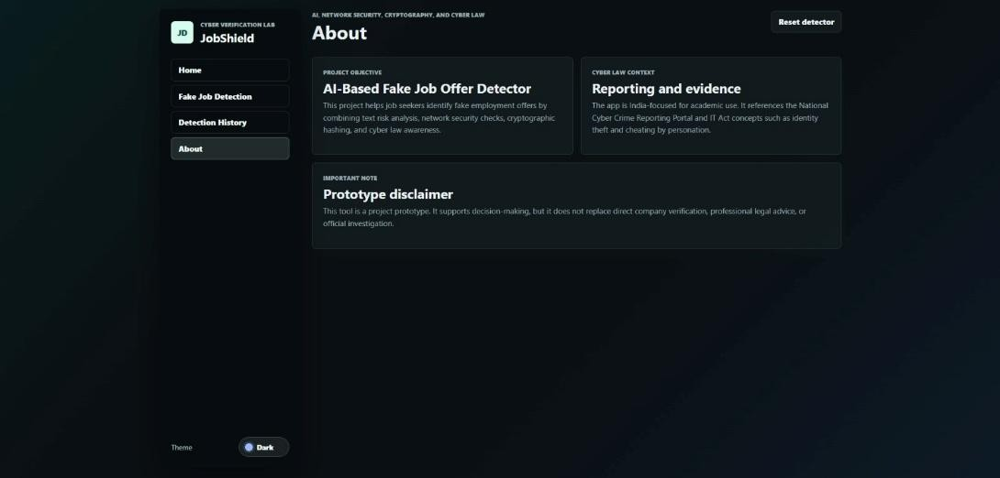 JD
CYBER VERIFICATION LAB
JobShield
Home
Fake Job Detection
Detection History
About
Theme
Dark
AI, NETWORK SECURITY, CRYPTOGRAPHY, AND CYBER LAW
About
Reset detector
PROJECT OBJECTIVE
AI-Based Fake Job Offer Detector
This project helps job seekers identify fake employment offers by
combining text risk analysis, network security checks, cryptographic
hashing, and cyber law awareness.
CYBER LAW CONTEXT
Reporting and evidence
The app is India-focused for academic use. It references the National
Cyber Crime Reporting Portal and IT Act concepts such as identity
theft and cheating by personation.
IMPORTANT NOTE
Prototype disclaimer
This tool is a project prototype. It supports decision-making, but it does not replace direct company verification, professional legal advice, or
official investigation.